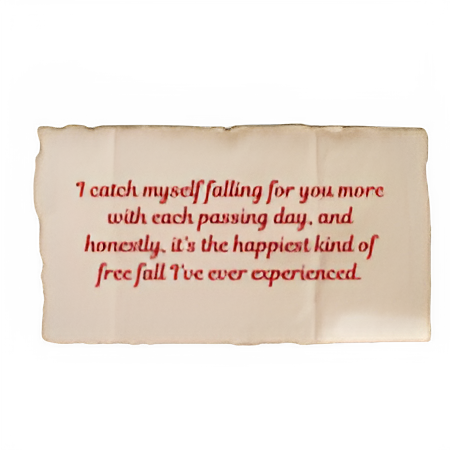 I catch myself falling for you more
with each passing day, and
honestly, it's the happiest kind of
free fall I've ever experienced.